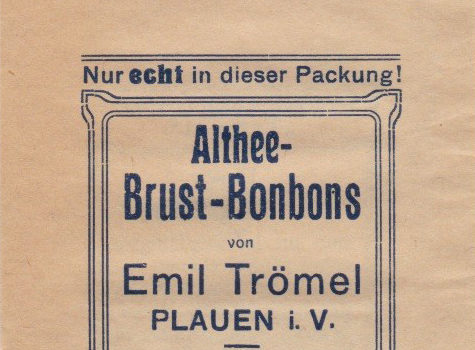 Nur echt in dieser Packung!
Althee-
Brust-Bonbons
von
Emil Trömel
PLAUEN i. V.